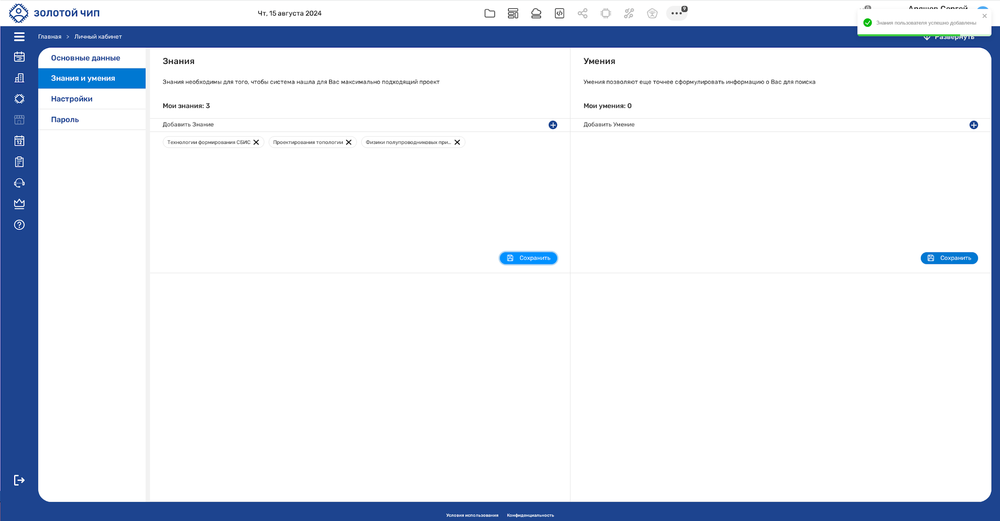 ЗОЛОТОЙ ЧИП
Чт, 15 августа 2024
9
0
Аряшев Сергей
Знания пользователя успешно добавлены
Главная > Личный кабинет
Развернуть
Основные данные
Знания и умения
Настройки
Пароль
12
Знания
Знания необходимы для того, чтобы система нашла для Вас максимально подходящий проект
Мои знания: 3
Добавить Знание
Технологии формирования СБИС
Проектирования топологии
Физики полупроводниковых при...
Сохранить
Умения
Умения позволяют еще точнее сформулировать информацию о Вас для поиска
Мои умения: 0
Добавить Умение
Сохранить
Условия использования
Конфиденциальность